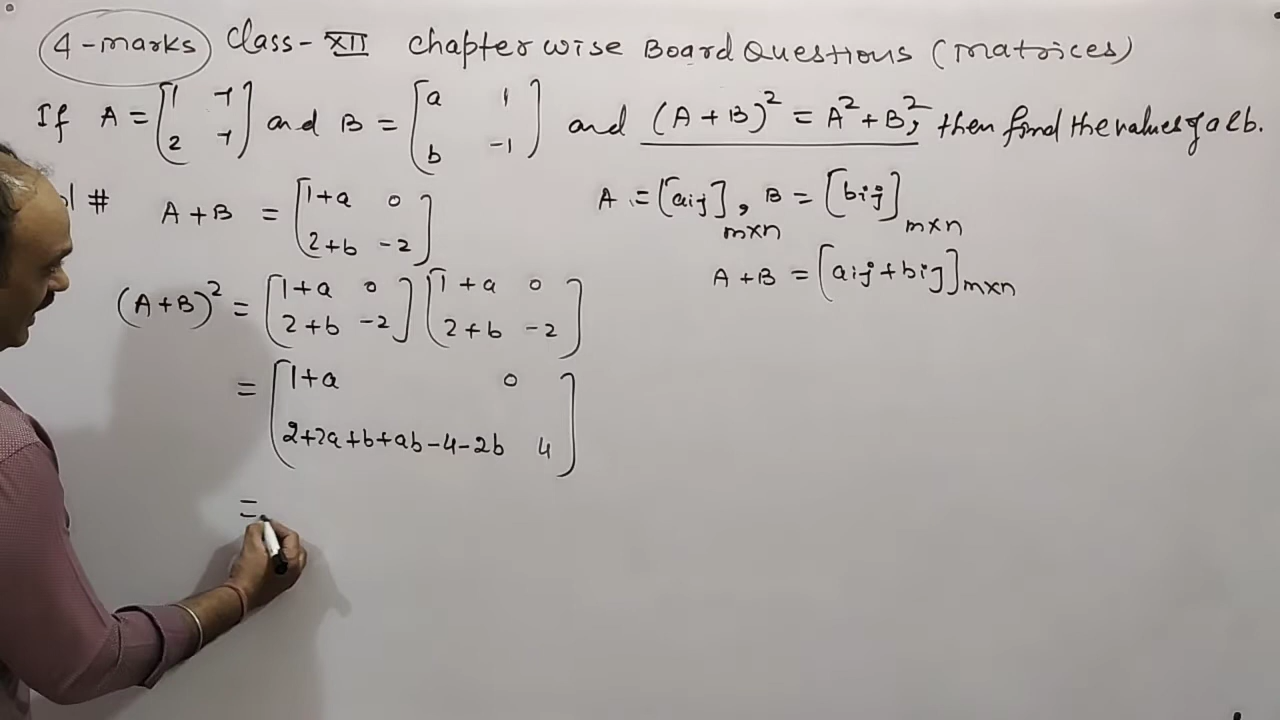 4-marks Class-XII Chapterwise Board Questions (Matrices)
If A = [1 -1 2 -1] and B = [a 1 b -1] and (A+B)² = A²+B², then find the values of a & b.
# A+B = [1+a 0 2+b -2] A = [aij]m×n, B = [bij]m×n
A+B = [aij+bij]m×n
(A+B)² = [1+a 0 2+b -2] [1+a 0 2+b -2]
= [1+a 0 2+2a+b+ab-4-2b 4]
=